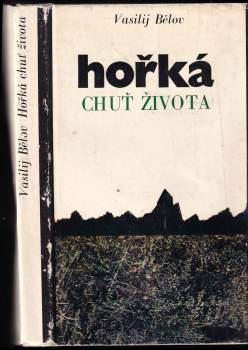 Vasilij Bělov Hořká chuť života
Vasilij Bělov
hořká
CHUŤ ŽIVOTA